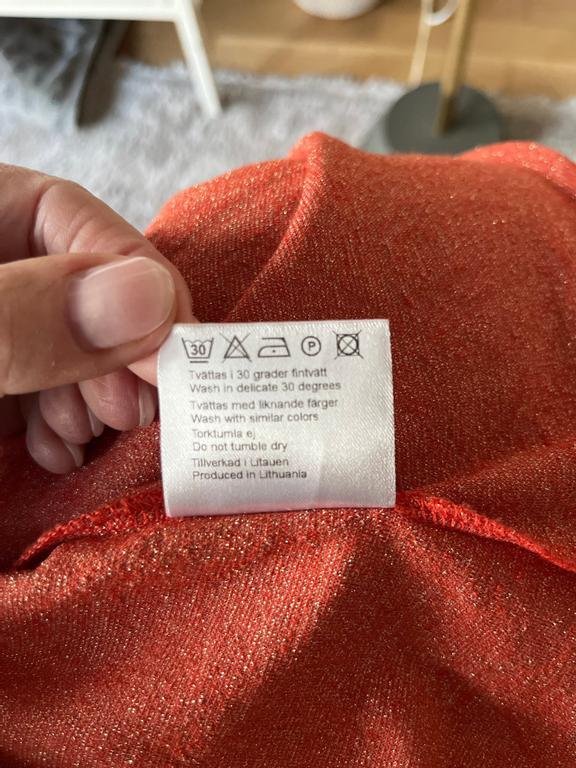 30 P
Tvättas i 30 grader fintvätt
Wash in delicate 30 degrees
Tvättas med liknande färger
Wash with similar colors
Torktumla ej
Do not tumble dry
Tillverkad i Litauen
Produced in Lithuania